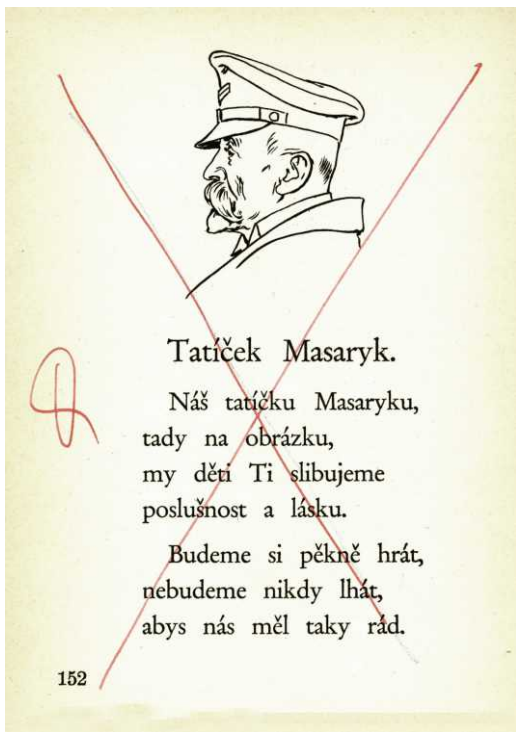 Tatíček Masaryk.
Náš tatíčku Masaryku,
tady na obrázku,
my děti Ti slibujeme
poslušnost a lásku.
Budeme si pěkně hrát,
nebudeme nikdy lhát,
abys nás měl taky rád.
152